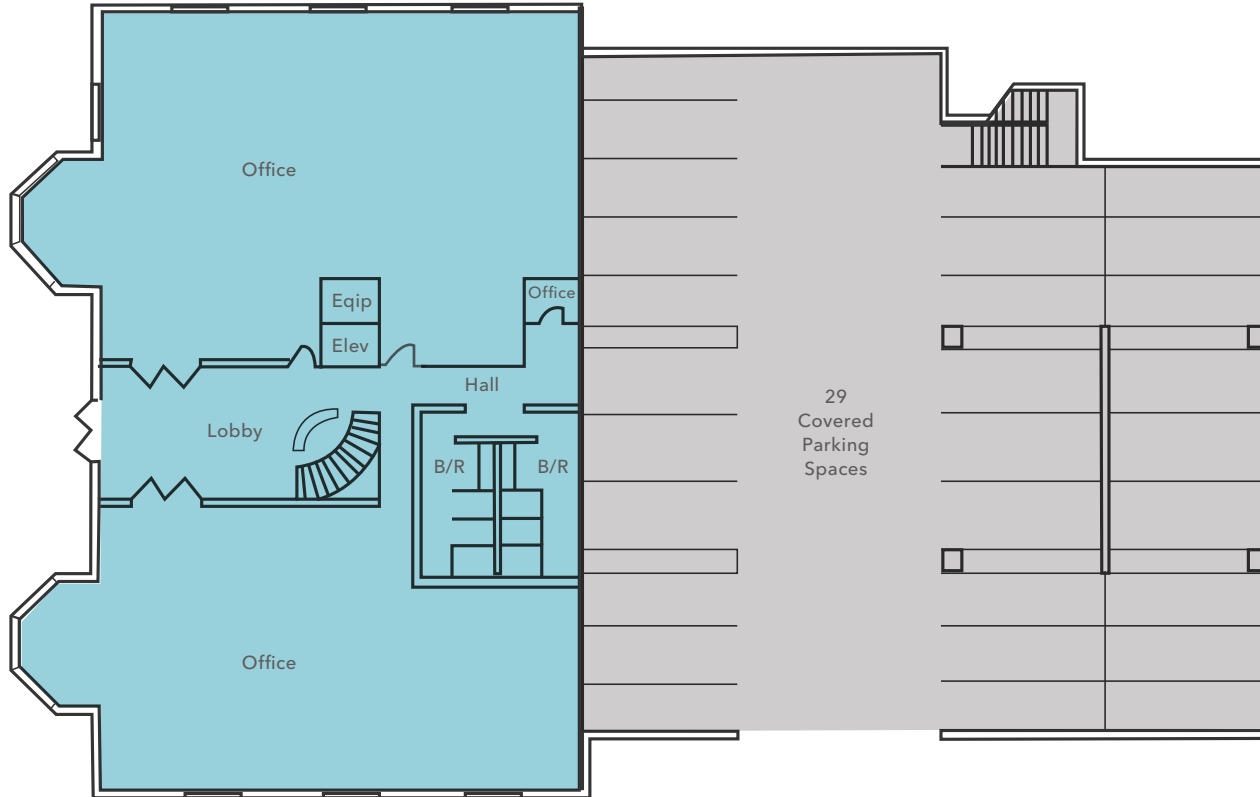 Office
Eqip
Office
Elev
Hall
Lobby
B/R
B/R
29
Covered
Parking
Spaces
Office